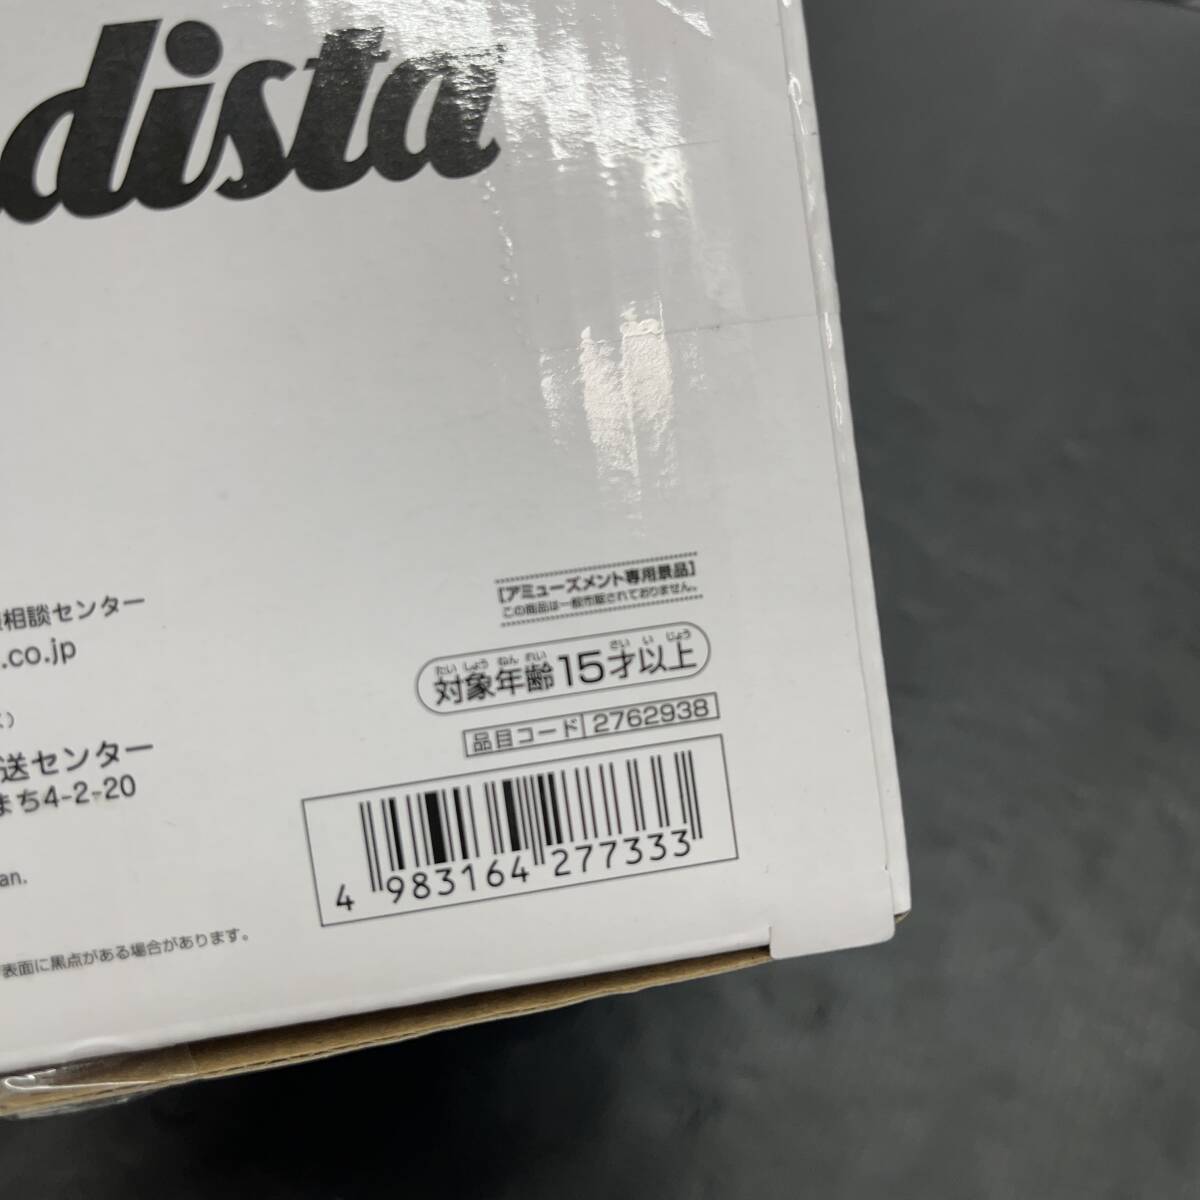 dista
[アミューズメント専用景品]
この商品は一般市販されておりません。
相談センター
.co.jp
たいしょうねんれい さい い じょう
対象年齢15才以上
品目コード 2762938
送センター
まち4-2-20
an.
4 983164 277333
表面に黒点がある場合があります。